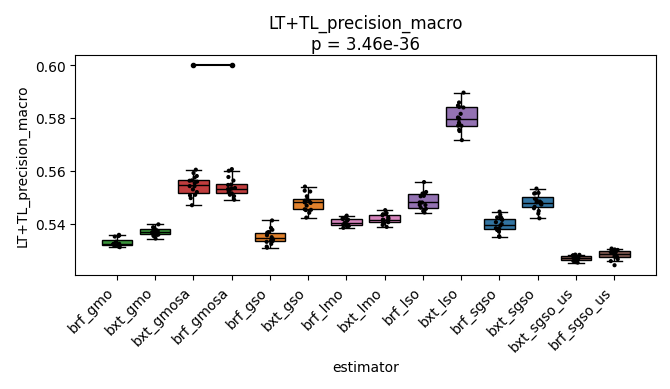 LT+TL_precision_macro
p = 3.46e-36
LT+TL_precision_macro
0.60
0.58
0.56
0.54
brf_gmo
bxt_gmo
bxt_gmosa
brf_gmosa
brf_gso
bxt_gso
brf_lmo
bxt_lmo
brf_lso
bxt_lso
brf_sgso
bxt_sgso
bxt_sgso_us
brf_sgso_us
estimator